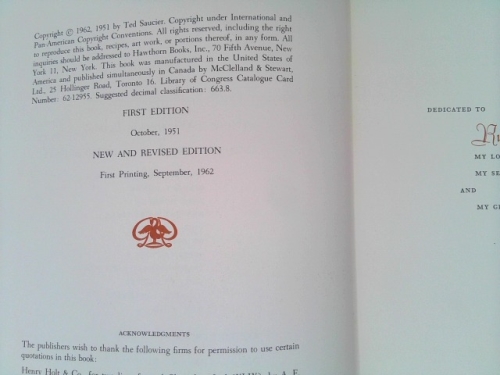 Copyright © 1962, 1951 by Ted Saucier. Copyright under International and
Pan-American Copyright Conventions. All rights reserved, including the right
to reproduce this book, recipes, art work, or portions thereof, in any form. All
inquiries should be addressed to Hawthorn Books, Inc., 70 Fifth Avenue, New
York 11, New York. This book was manufactured in the United States of
America and published simultaneously in Canada by McClelland & Stewart,
Ltd., 25 Hollinger Road, Toronto 16. Library of Congress Catalogue Card
Number: 62-12955. Suggested decimal classification: 663.8.
FIRST EDITION
October, 1951
NEW AND REVISED EDITION
First Printing, September, 1962
ACKNOWLEDGMENTS
The publishers wish to thank the following firms for permission to use certain
quotations in this book:
Henry Holt & Co., for
DEDICATED TO
MY LO
MY SE
AND
MY G